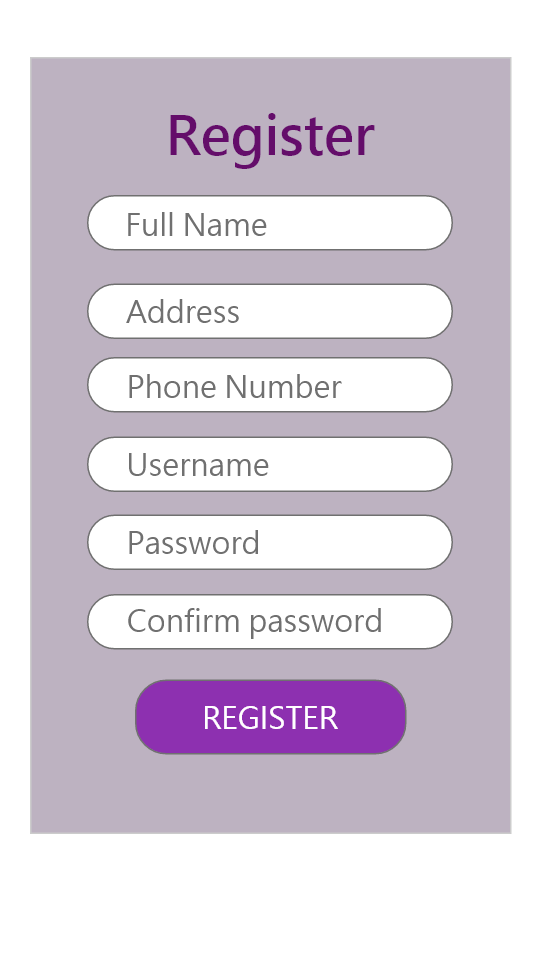 Register
Full Name
Address
Phone Number
Username
Password
Confirm password
REGISTER